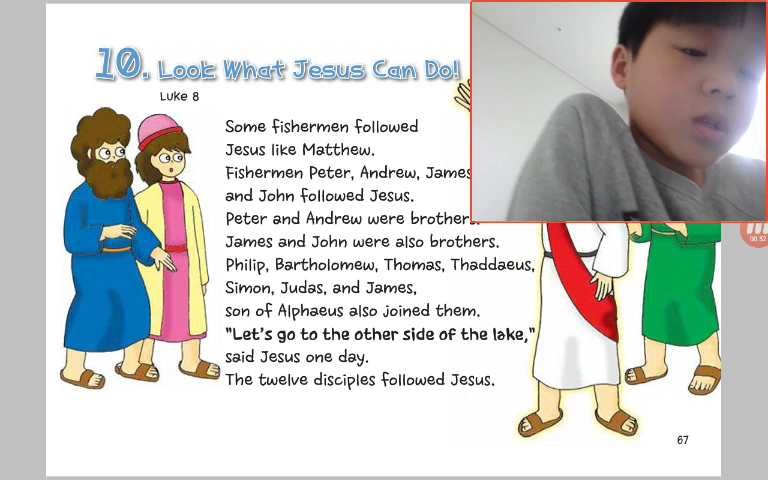 10. Look What Jesus Can Do!
Luke 8
Some fishermen followed
Jesus like Matthew.
Fishermen Peter, Andrew, James
and John followed Jesus.
Peter and Andrew were brothers.
James and John were also brothers.
Philip, Bartholomew, Thomas, Thaddaeus,
Simon, Judas, and James,
son of Alphaeus also joined them.
"Let's go to the other side of the lake,"
said Jesus one day.
The twelve disciples followed Jesus.
67
00:52